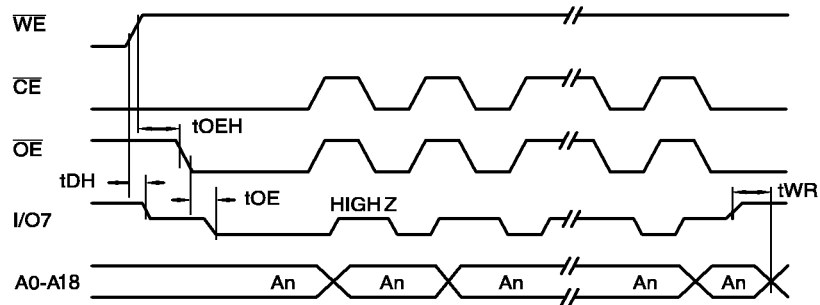 WE
CE
tOEH
OE
tDH
tOE
tWR
I/O7
HIGH Z
A0-A18
An
An
An
An
An